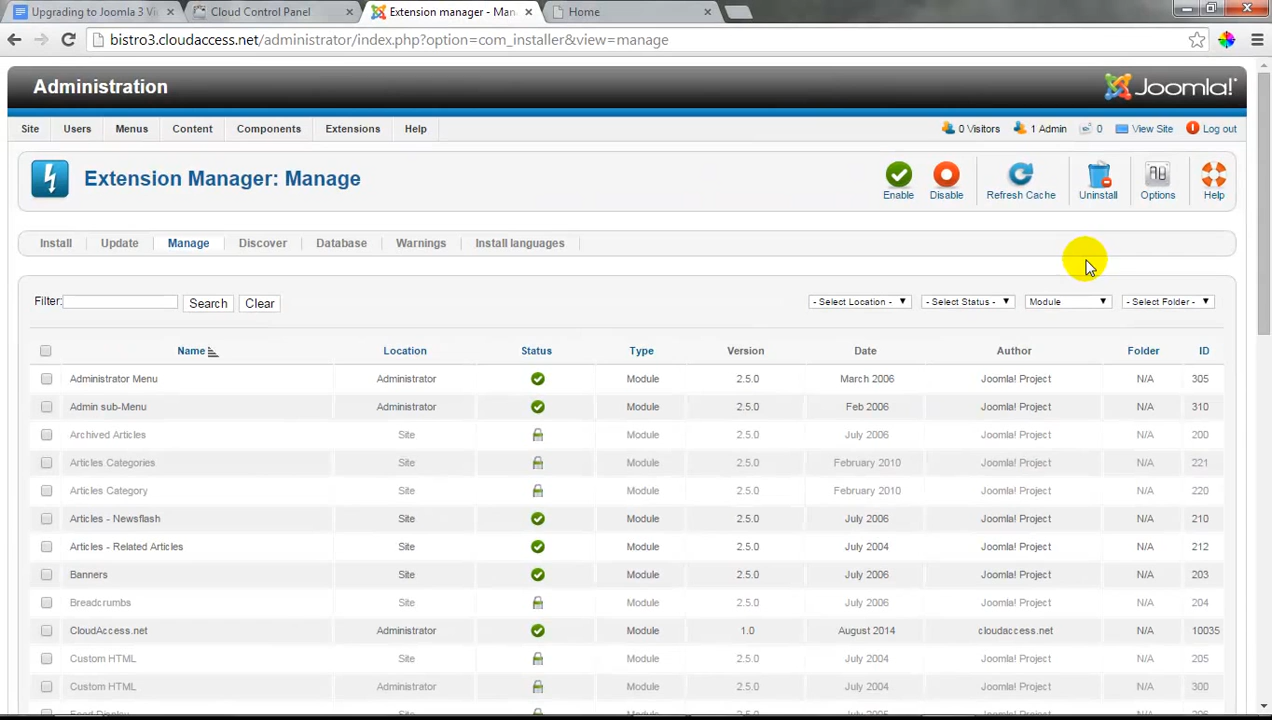 Upgrading to Joomla 3 Vi
Cloud Control Panel
Extension manager - Man
Home
bistro3.cloudaccess.net/administrator/index.php?option=com_installer&view=manage
Administration
Joomla!
Site Users Menus Content Components Extensions Help
0 Visitors 1 Admin 0 View Site Log out
Extension Manager: Manage
Enable Disable Refresh Cache Uninstall Options Help
Install Update Manage Discover Database Warnings Install languages
Filter: Search Clear - Select Location - - Select Status - Module - Select Folder -
Name Location Status Type Version Date Author Folder ID
Administrator Menu Administrator Module 2.5.0 March 2006 Joomla! Project N/A 305
Admin sub-Menu Administrator Module 2.5.0 Feb 2006 Joomla! Project N/A 310
Archived Articles Site Module 2.5.0 July 2006 Joomla! Project N/A 200
Articles Categories Site Module 2.5.0 February 2010 Joomla! Project N/A 221
Articles Category Site Module 2.5.0 February 2010 Joomla! Project N/A 220
Articles - Newsflash Site Module 2.5.0 July 2006 Joomla! Project N/A 210
Articles - Related Articles Site Module 2.5.0 July 2004 Joomla! Project N/A 212
Banners Site Module 2.5.0 July 2006 Joomla! Project N/A 203
Breadcrumbs Site Module 2.5.0 July 2006 Joomla! Project N/A 204
CloudAccess.net Administrator Module 1.0 August 2014 cloudaccess.net N/A 10035
Custom HTML Site Module 2.5.0 July 2004 Joomla! Project N/A 205
Custom HTML Administrator Module 2.5.0 July 2004 Joomla! Project N/A 300